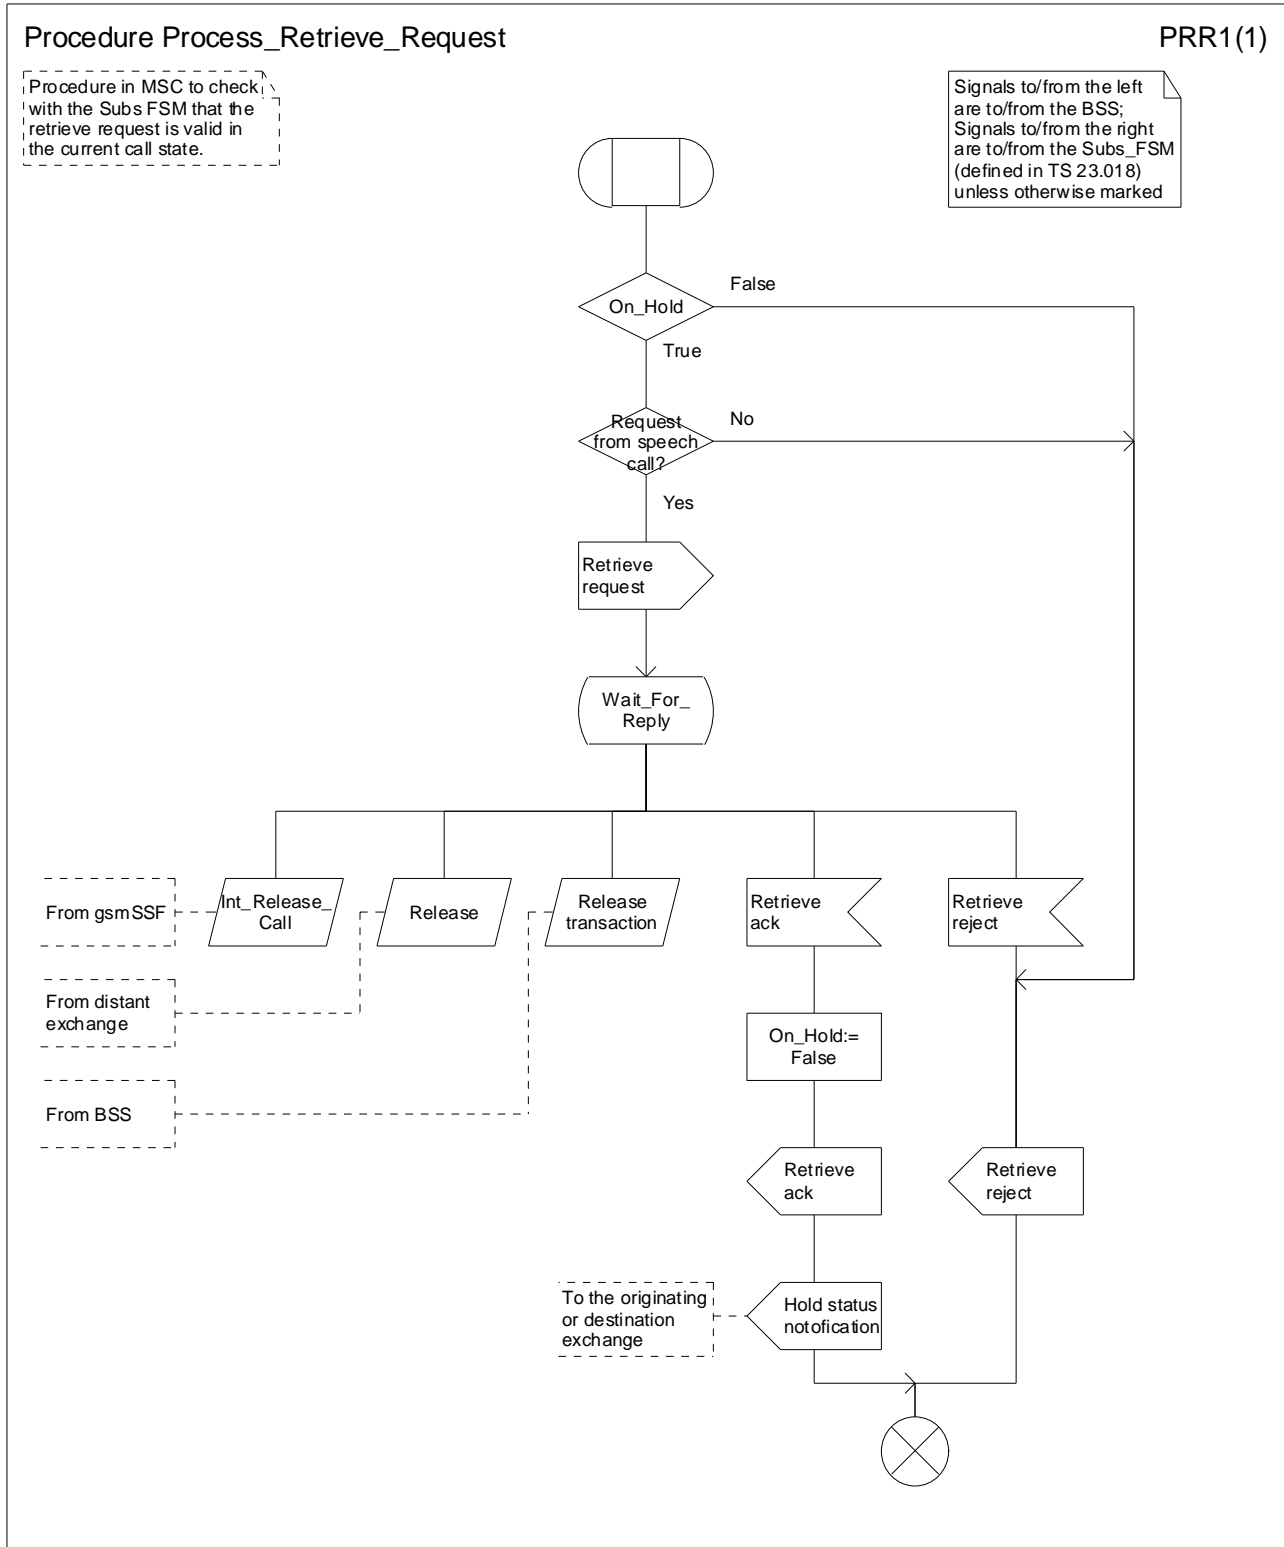 Procedure Process_Retrieve_Request
PRR1(1)
Procedure in MSC to check
with the Subs FSM that the
retrieve request is valid in
the current call state.
Signals to/from the left
are to/from the BSS;
Signals to/from the right
are to/from the Subs_FSM
(defined in TS 23.018)
unless otherwise marked
On_Hold
False
True
Request
from speech
call?
No
Yes
Retrieve
request
Wait_For_
Reply
From gsmSSF
Int_Release_
Call
Release
Release
transaction
Retrieve
ack
Retrieve
reject
From distant
exchange
On_Hold:=
False
From BSS
Retrieve
ack
Retrieve
reject
To the originating
or destination
exchange
Hold status
notofication